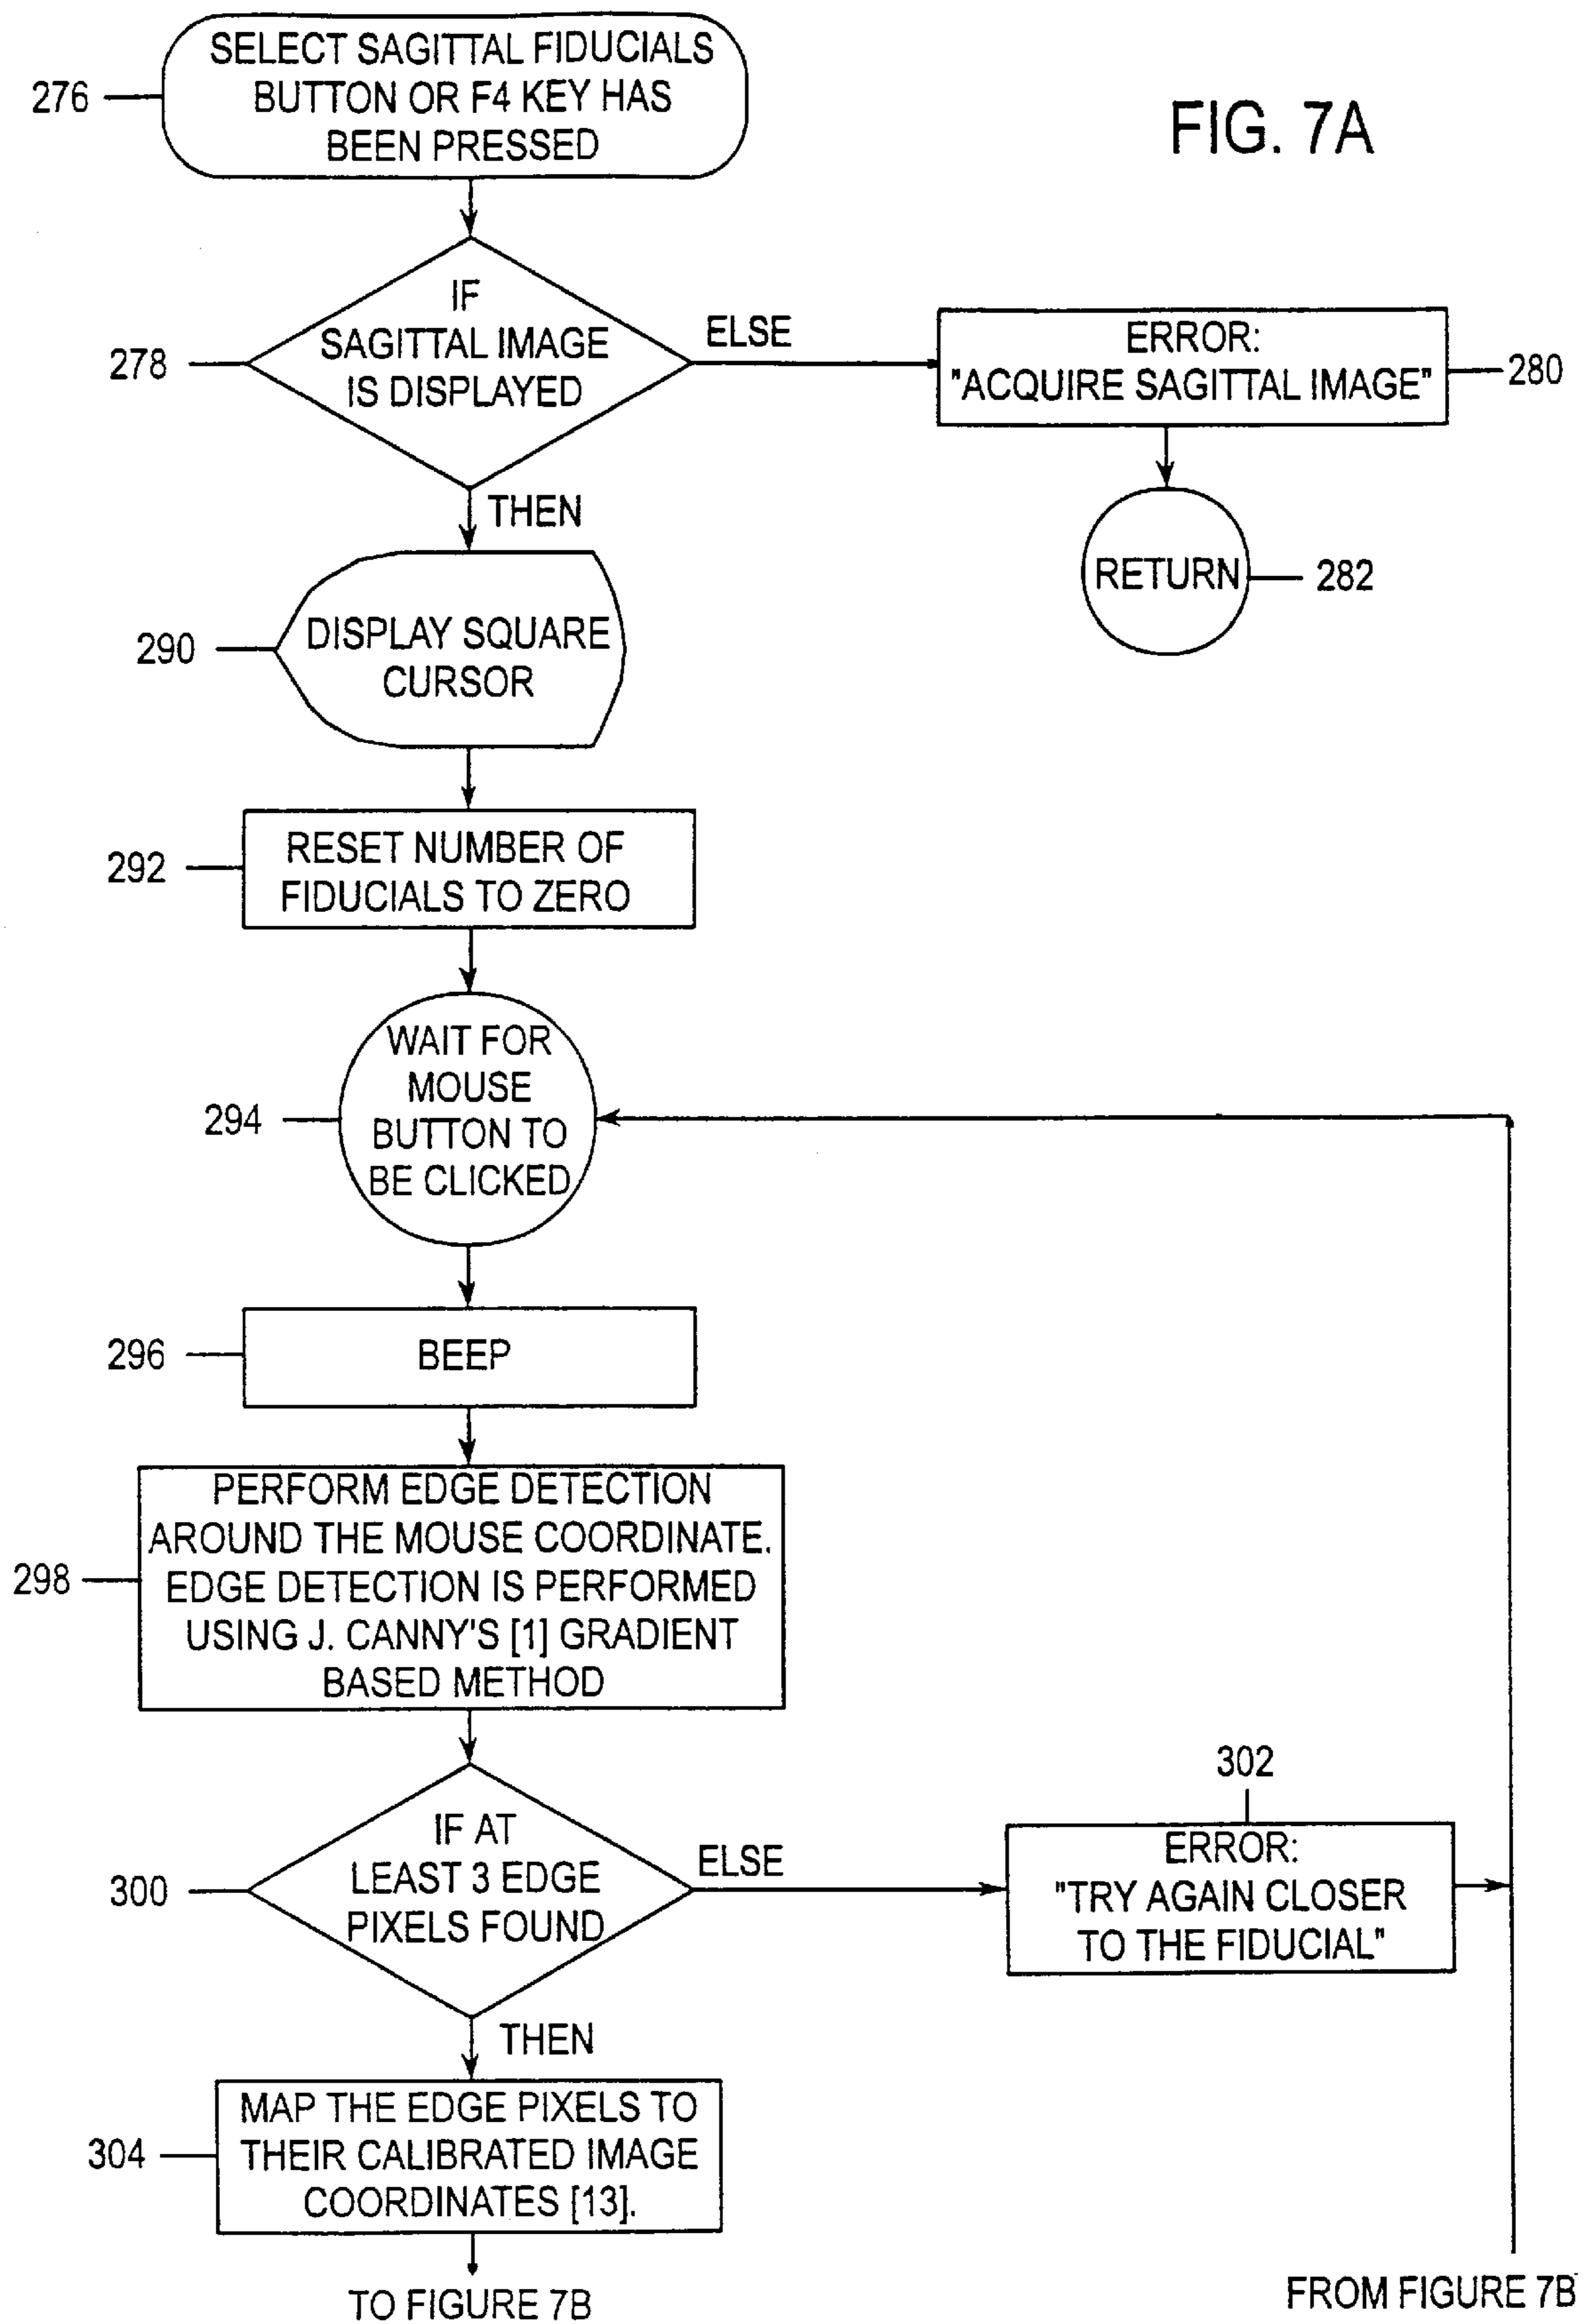 FIG. 7A
276
SELECT SAGITTAL FIDUCIALS
BUTTON OR F4 KEY HAS
BEEN PRESSED
278
IF
SAGITTAL IMAGE
IS DISPLAYED
ELSE
ERROR:
"ACQUIRE SAGITTAL IMAGE"
280
RETURN
282
THEN
290
DISPLAY SQUARE
CURSOR
292
RESET NUMBER OF
FIDUCIALS TO ZERO
294
WAIT FOR
MOUSE
BUTTON TO
BE CLICKED
296
BEEP
298
PERFORM EDGE DETECTION
AROUND THE MOUSE COORDINATE.
EDGE DETECTION IS PERFORMED
USING J. CANNY'S [1] GRADIENT
BASED METHOD
300
IF AT
LEAST 3 EDGE
PIXELS FOUND
ELSE
302
ERROR:
"TRY AGAIN CLOSER
TO THE FIDUCIAL"
THEN
304
MAP THE EDGE PIXELS TO
THEIR CALIBRATED IMAGE
COORDINATES [13].
TO FIGURE 7B
FROM FIGURE 7B